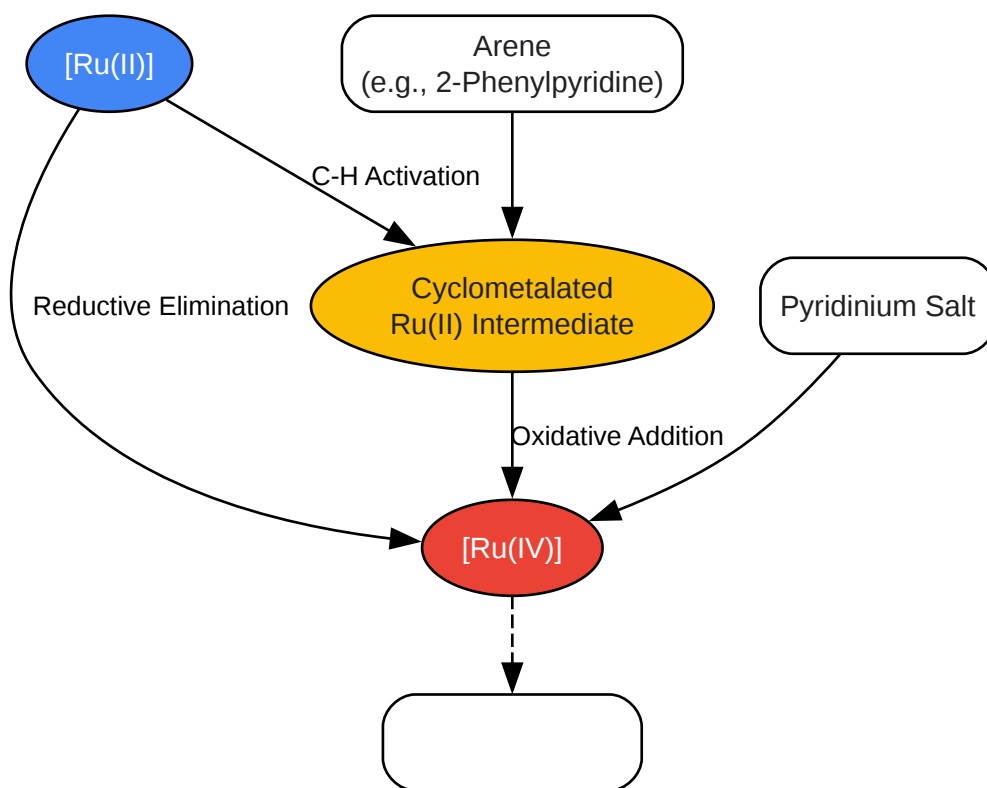 [Ru(II)]
Arene
(e.g., 2-Phenylpyridine)
C-H Activation
Cyclometalated
Ru(II) Intermediate
Pyridinium Salt
Reductive Elimination
Oxidative Addition
[Ru(IV)]